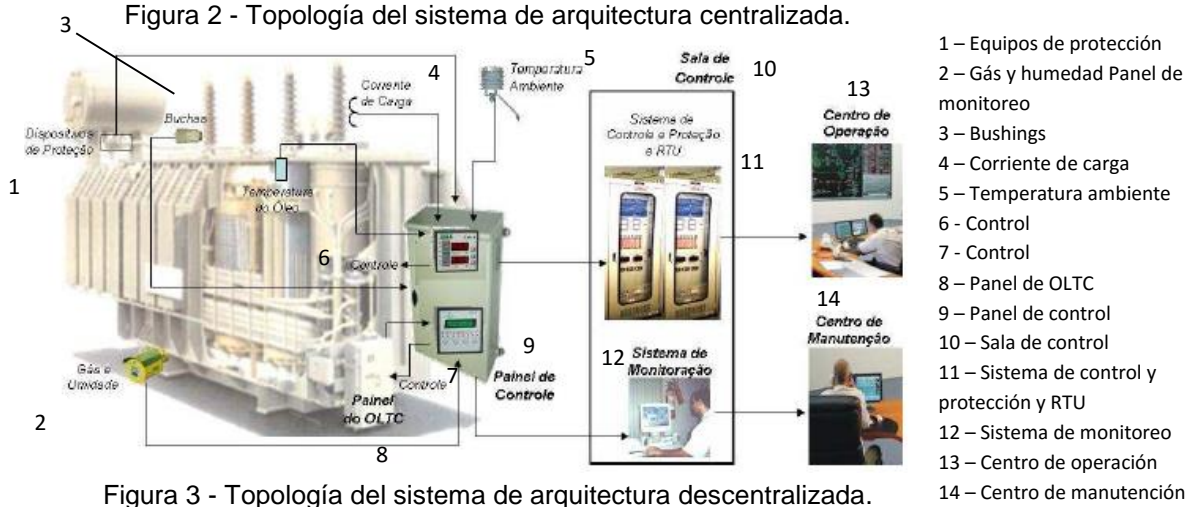 Figura 2 - Topología del sistema de arquitectura centralizada.
3
4
5
10
13
Corrente
de Carga
Temperatura
Ambiente
Sala de
Controle
Centro de
Operação
Buchas
Dispositivos
de Proteção
Sistema de
Controle e Proteção
e RTU
11
1
Temperatura
do Óleo
6
Controle
14
Centro de
Manutenção
9
12
Sistema de
Monitoração
Gás e
Umidade
7
Controle
Painel de
Controle
Painel
do OLTC
2
8
Figura 3 - Topología del sistema de arquitectura descentralizada.
1 – Equipos de protección
2 – Gás y humedad Panel de
monitoreo
3 – Bushings
4 – Corriente de carga
5 – Temperatura ambiente
6 - Control
7 - Control
8 – Panel de OLTC
9 – Panel de control
10 – Sala de control
11 – Sistema de control y
protección y RTU
12 – Sistema de monitoreo
13 – Centro de operación
14 – Centro de manutención